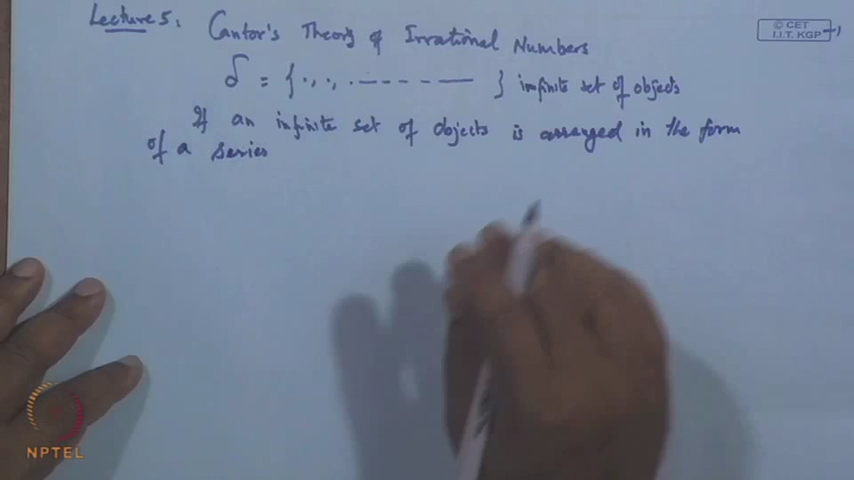 Lecture 5: Cantor's Theory of Irrational Numbers
© CET
I.I.T. KGP
δ = {·,·,·------- } infinite set of objects
If an infinite set of objects is arranged in the form
of a series
NPTEL